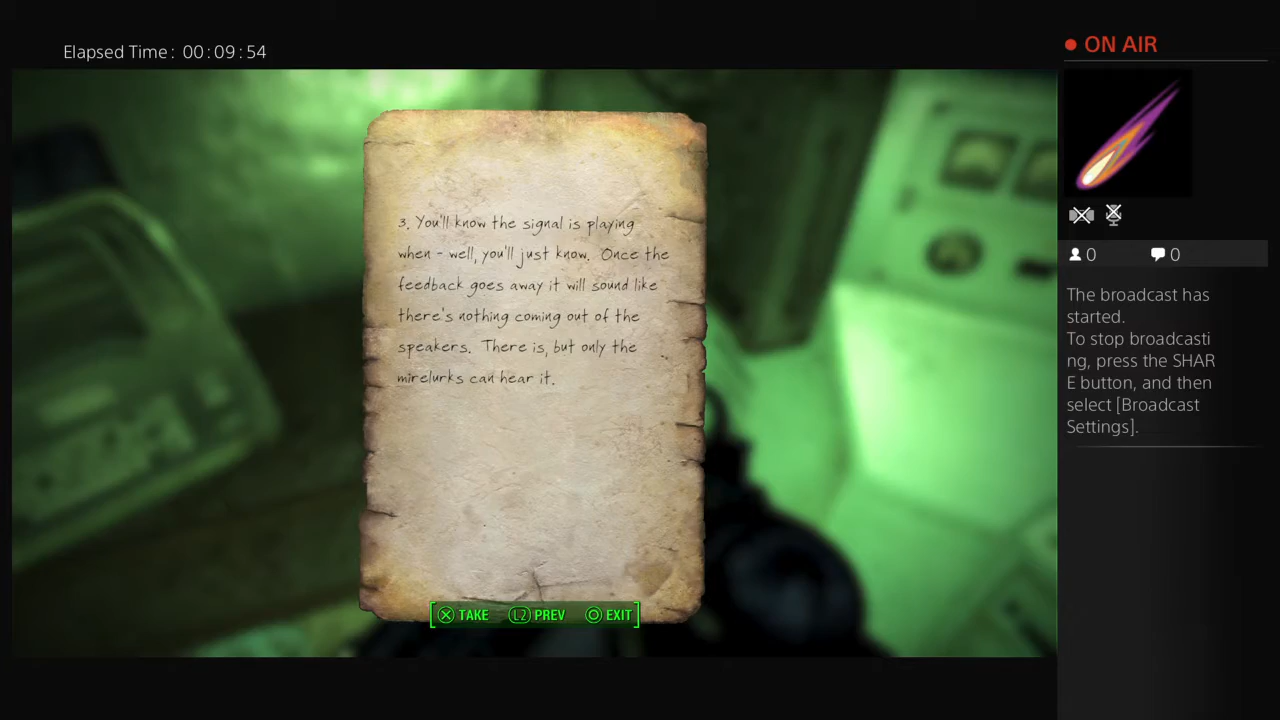 Elapsed Time: 00:09:54
ON AIR
3. You'll know the signal is playing
when - well, you'll just know. Once the
feedback goes away it will sound like
there's nothing coming out of the
speakers. There is, but only the
mirelurks can hear it.
TAKE L2 PREV EXIT
0 0
The broadcast has
started.
To stop broadcasti
ng, press the SHAR
E button, and then
select [Broadcast
Settings].